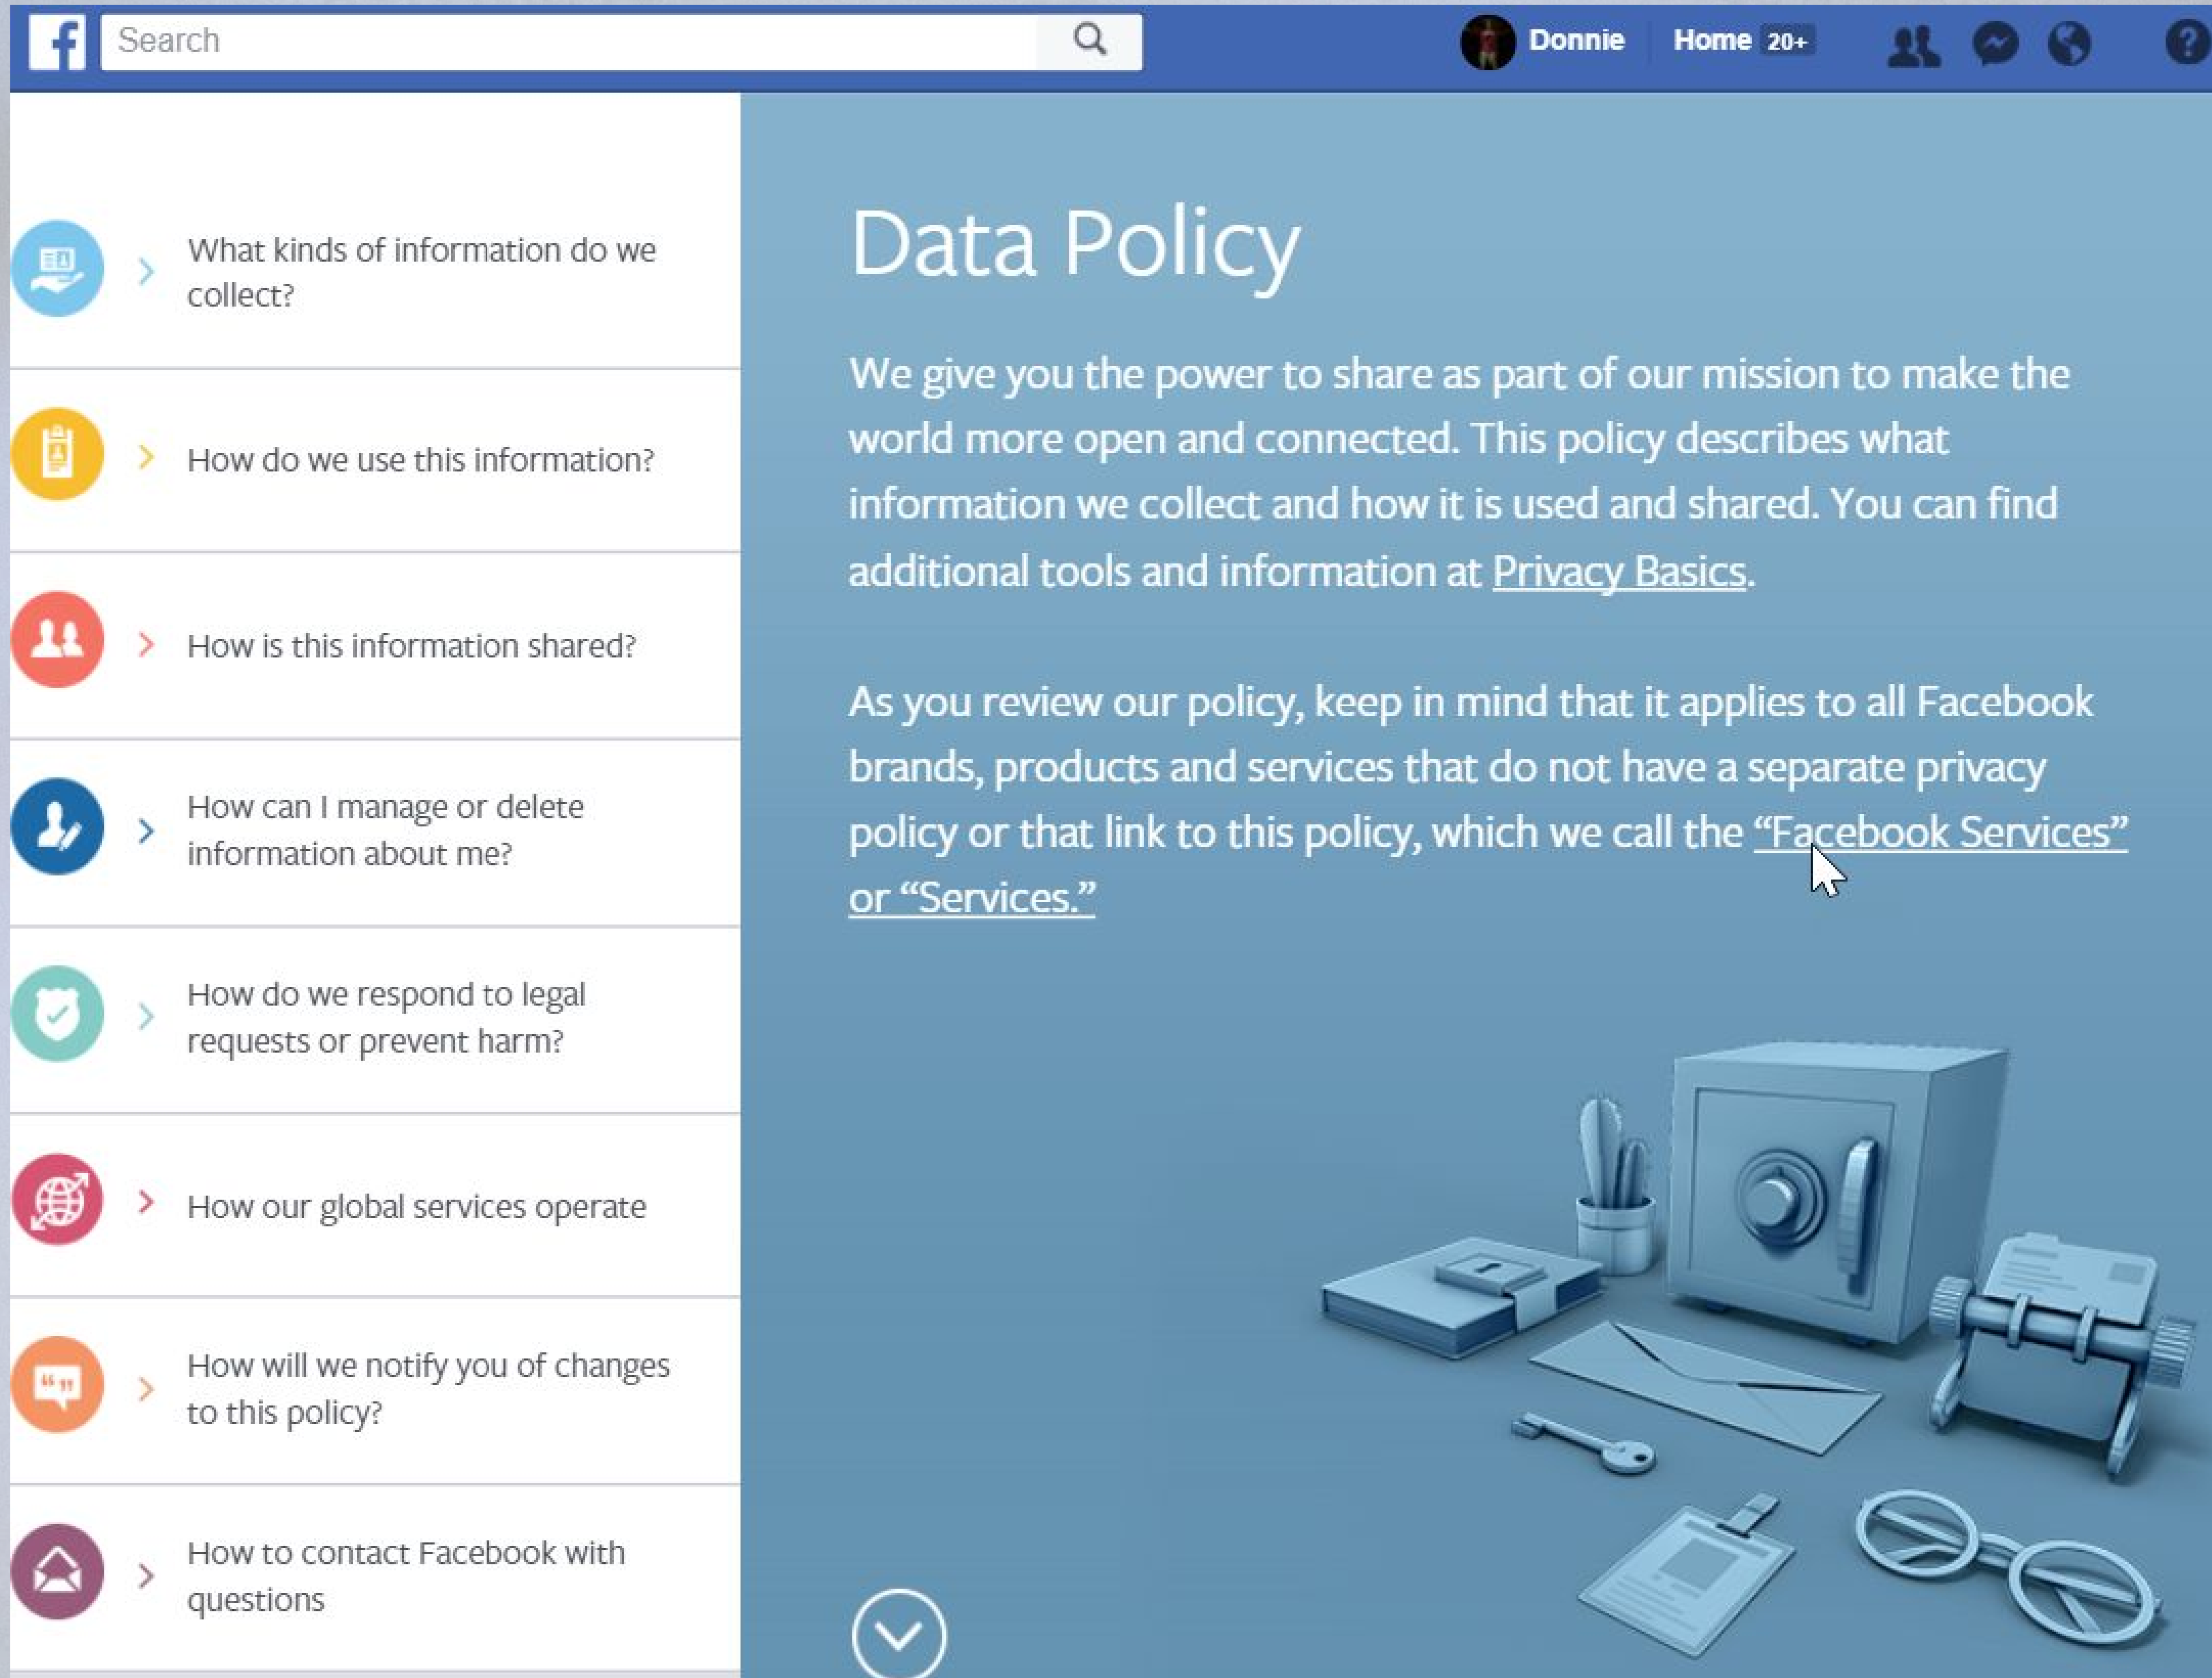 f
Search
Donnie
Home 20+
?
What kinds of information do we
collect?
How do we use this information?
How is this information shared?
How can I manage or delete
information about me?
How do we respond to legal
requests or prevent harm?
How our global services operate
How will we notify you of changes
to this policy?
How to contact Facebook with
questions
Data Policy
We give you the power to share as part of our mission to make the
world more open and connected. This policy describes what
information we collect and how it is used and shared. You can find
additional tools and information at Privacy Basics.
As you review our policy, keep in mind that it applies to all Facebook
brands, products and services that do not have a separate privacy
policy or that link to this policy, which we call the “Facebook Services”
or “Services.”